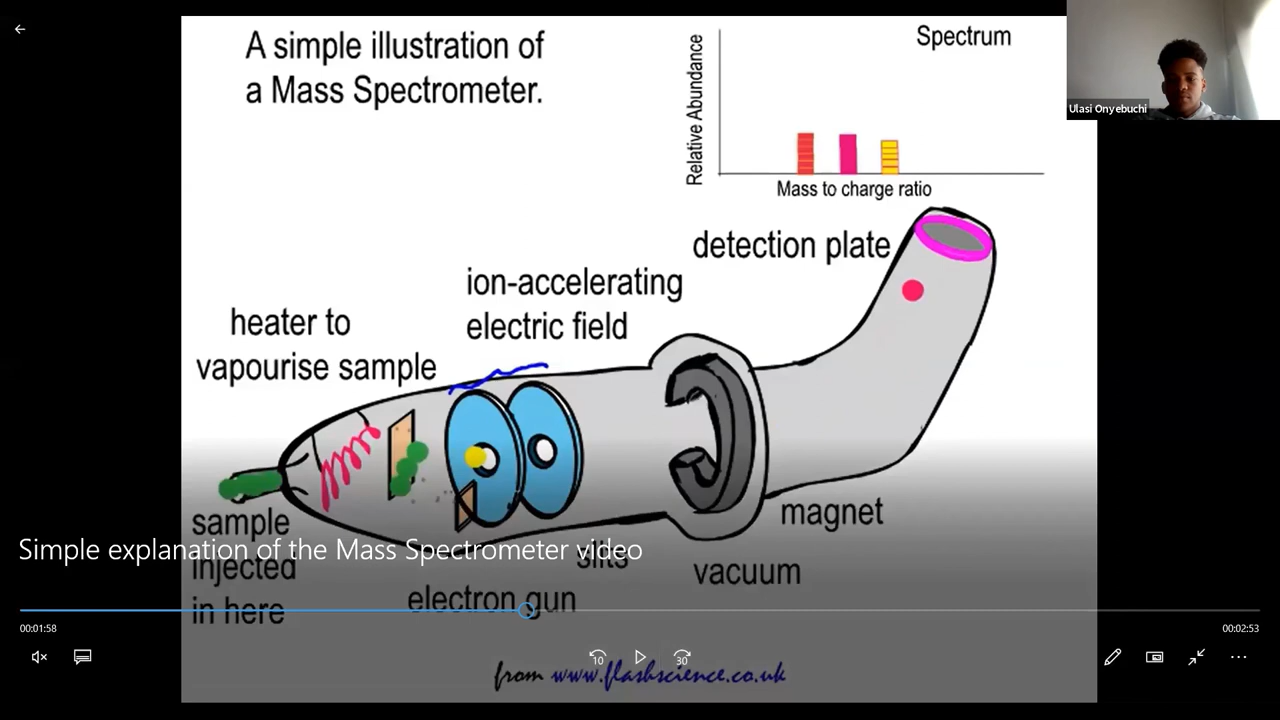 A simple illustration of
a Mass Spectrometer.
Spectrum
Relative Abundance
Mass to charge ratio
Ulasi Onyebuchi
detection plate
ion-accelerating
electric field
heater to
vapourise sample
magnet
sample
injected
in here
Simple explanation of the Mass Spectrometer video
slits
vacuum
electron gun
00:01:58
00:02:53
10
30
from www.flashscience.co.uk